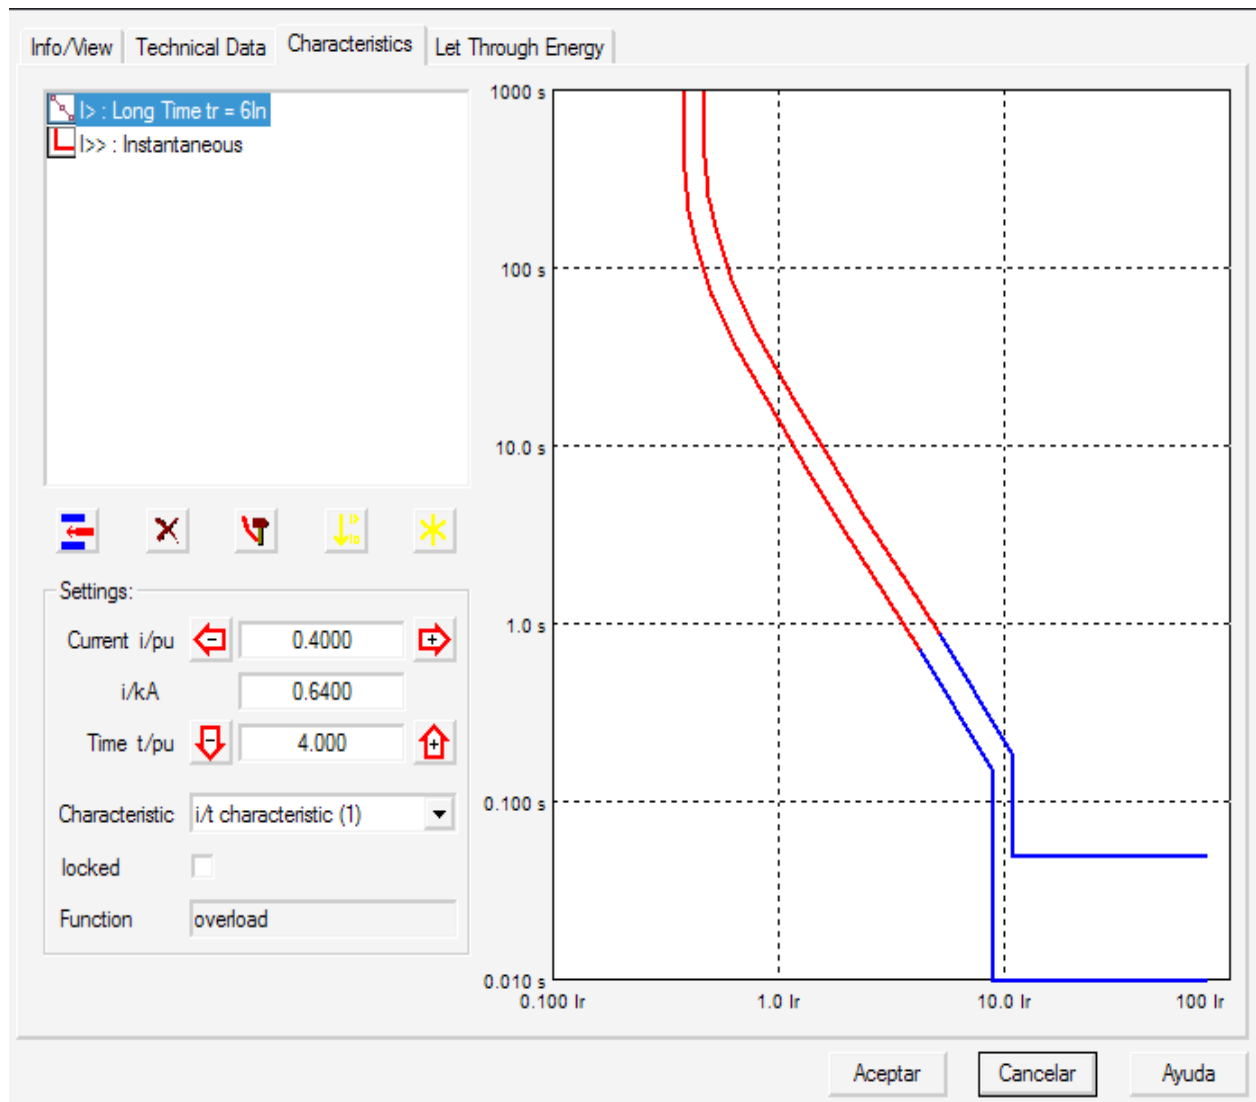 Info/View Technical Data Characteristics Let Through Energy
I> : Long Time tr = 6In
I>> : Instantaneous
Settings:
Current i/pu 0.4000
i/kA 0.6400
Time t/pu 4.000
Characteristic i/t characteristic (1)
locked
Function overload
1000 s
100 s
10.0 s
1.0 s
0.100 s
0.010 s
0.100 Ir 1.0 Ir 10.0 Ir 100 Ir
Aceptar Cancelar Ayuda